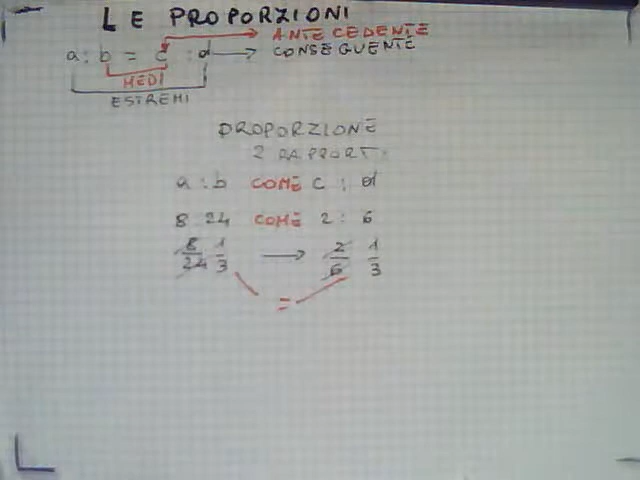 LE PROPORZIONI
ANTECEDENTE
a : b = c : d → CONSEGUENTE
MEDI
ESTREMI
PROPORZIONE
2 RAPPORTI
a : b COME c : d
8 : 24 COME 2 : 6
8/24 1/3 → 2/6 1/3
=